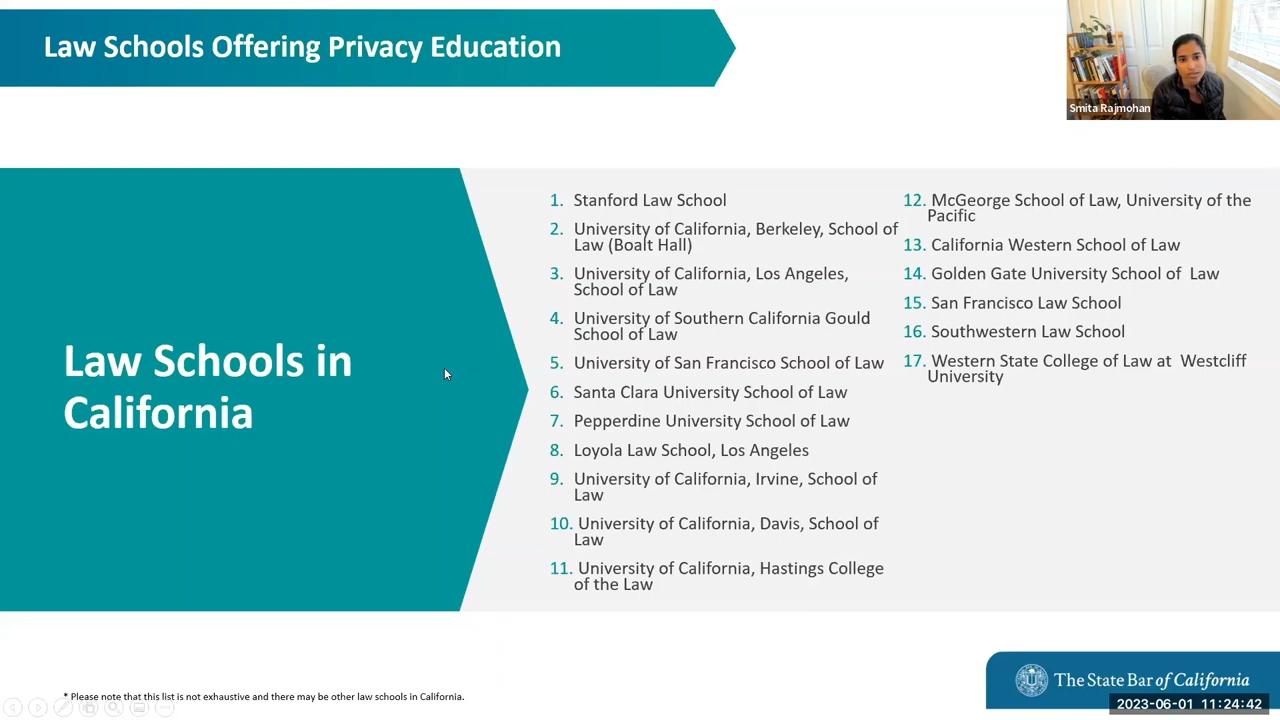 Law Schools Offering Privacy Education
Smita Rajmohan
Law Schools in
California
1. Stanford Law School
2. University of California, Berkeley, School of
Law (Boalt Hall)
3. University of California, Los Angeles,
School of Law
4. University of Southern California Gould
School of Law
5. University of San Francisco School of Law
6. Santa Clara University School of Law
7. Pepperdine University School of Law
8. Loyola Law School, Los Angeles
9. University of California, Irvine, School of
Law
10. University of California, Davis, School of
Law
11. University of California, Hastings College
of the Law
12. McGeorge School of Law, University of the
Pacific
13. California Western School of Law
14. Golden Gate University School of Law
15. San Francisco Law School
16. Southwestern Law School
17. Western State College of Law at Westcliff
University
* Please note that this list is not exhaustive and there may be other law schools in California.
The State Bar of California
2023-06-01 11:24:42